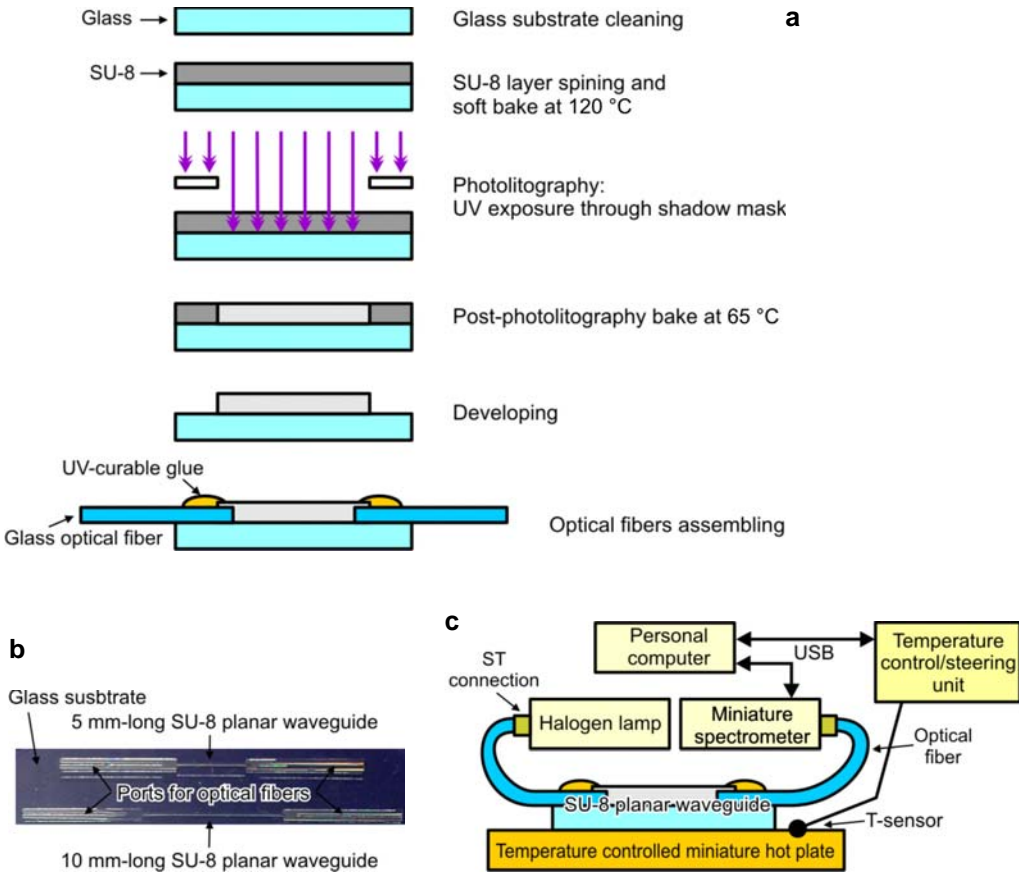 a
Glass
Glass substrate cleaning
SU-8
SU-8 layer spining and
soft bake at 120 °C
Photolitography:
UV exposure through shadow mask
Post-photolitography bake at 65 °C
Developing
UV-curable glue
Glass optical fiber
Optical fibers assembling
b
Glass susbtrate
5 mm-long SU-8 planar waveguide
Ports for optical fibers
10 mm-long SU-8 planar waveguide
c
Personal
computer
USB
Temperature
control/steering
unit
ST
connection
Halogen lamp
Miniature
spectrometer
Optical
fiber
SU-8 planar waveguide
T-sensor
Temperature controlled miniature hot plate